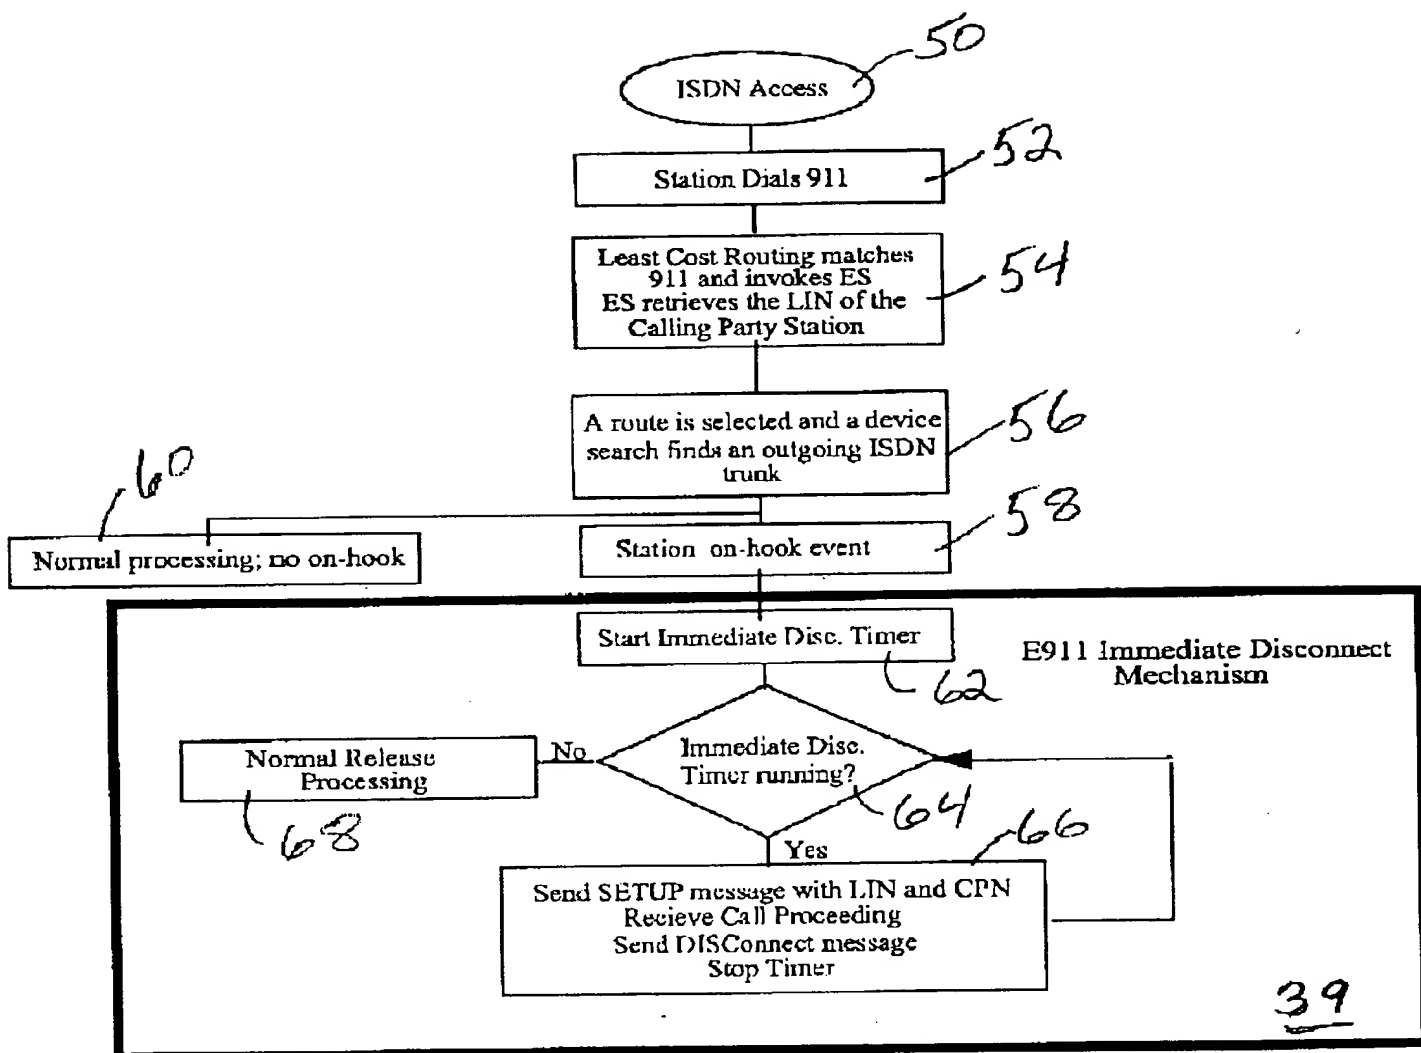 50
ISDN Access
52
Station Dials 911
Least Cost Routing matches
911 and invokes ES
ES retrieves the LIN of the
Calling Party Station
54
56
A route is selected and a device
search finds an outgoing ISDN
trunk
60
58
Normal processing; no on-hook
Station on-hook event
Start Immediate Disc. Timer
E911 Immediate Disconnect
Mechanism
62
Normal Release
Processing
No
Immediate Disc.
Timer running?
68
64
66
Yes
Send SETUP message with LIN and CPN
Recieve Call Proceeding
Send DISConnect message
Stop Timer
39